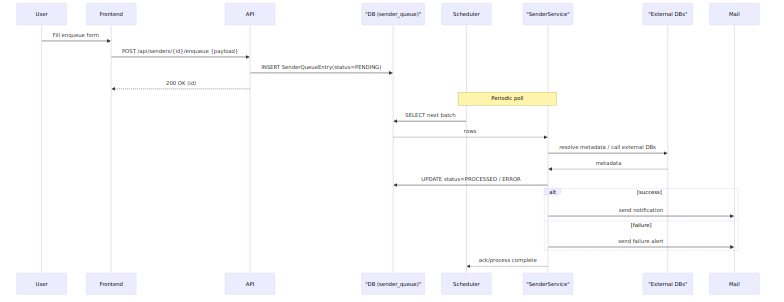 User Frontend API "DB (sender_queue)" Scheduler "SenderService" "External DBs" Mail
Fill enqueue form
POST /api/senders/{id}/enqueue {payload}
INSERT SenderQueueEntry(status=PENDING)
200 OK (id)
Periodic poll
SELECT next batch
rows
resolve metadata / call external DBs
metadata
UPDATE status=PROCESSED / ERROR
alt [success]
send notification
[failure]
send failure alert
ack/process complete
User Frontend API "DB (sender_queue)" Scheduler "SenderService" "External DBs" Mail